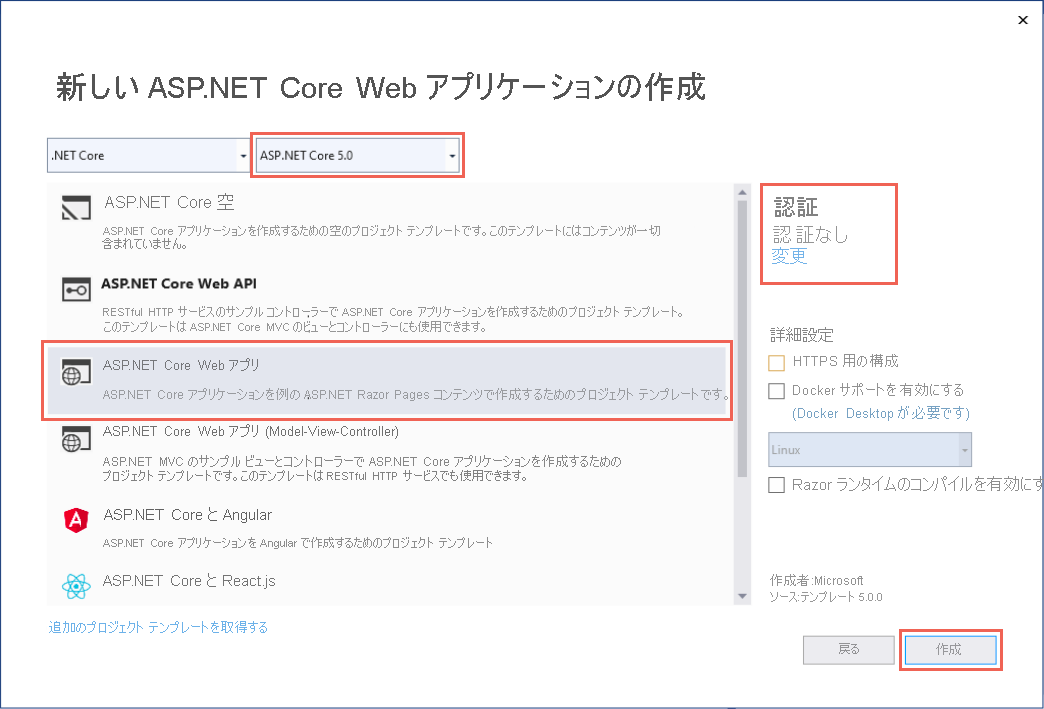 新しい ASP.NET Core Web アプリケーションの作成
.NET Core
ASP.NET Core 5.0
ASP.NET Core 空
ASP.NET Core アプリケーションを作成するための空のプロジェクト テンプレートです。このテンプレートにはコンテンツが一切
含まれていません。
ASP.NET Core Web API
RESTful HTTP サービスのサンプル コントローラーで ASP.NET Core アプリケーションを作成するためのプロジェクト テンプレート。
このテンプレートは ASP.NET Core MVC のビューとコントローラーにも使用できます。
ASP.NET Core Web アプリ
ASP.NET Core アプリケーションを例の ASP.NET Razor Pages コンテンツで作成するためのプロジェクト テンプレートです。
ASP.NET Core Web アプリ (Model-View-Controller)
ASP.NET MVC のサンプル ビューとコントローラーで ASP.NET Core アプリケーションを作成するための
プロジェクト テンプレートです。このテンプレートは RESTful HTTP サービスでも使用できます。
ASP.NET Core と Angular
ASP.NET Core アプリケーションを Angular で作成するためのプロジェクト テンプレート
ASP.NET Core と React.js
追加のプロジェクト テンプレートを取得する
認証
認証なし
変更
詳細設定
HTTPS 用の構成
Docker サポートを有効にする
(Docker Desktop が必要です)
Linux
Razor ランタイムのコンパイルを有効にす
作成者:Microsoft
ソース:テンプレート 5.0.0
戻る
作成